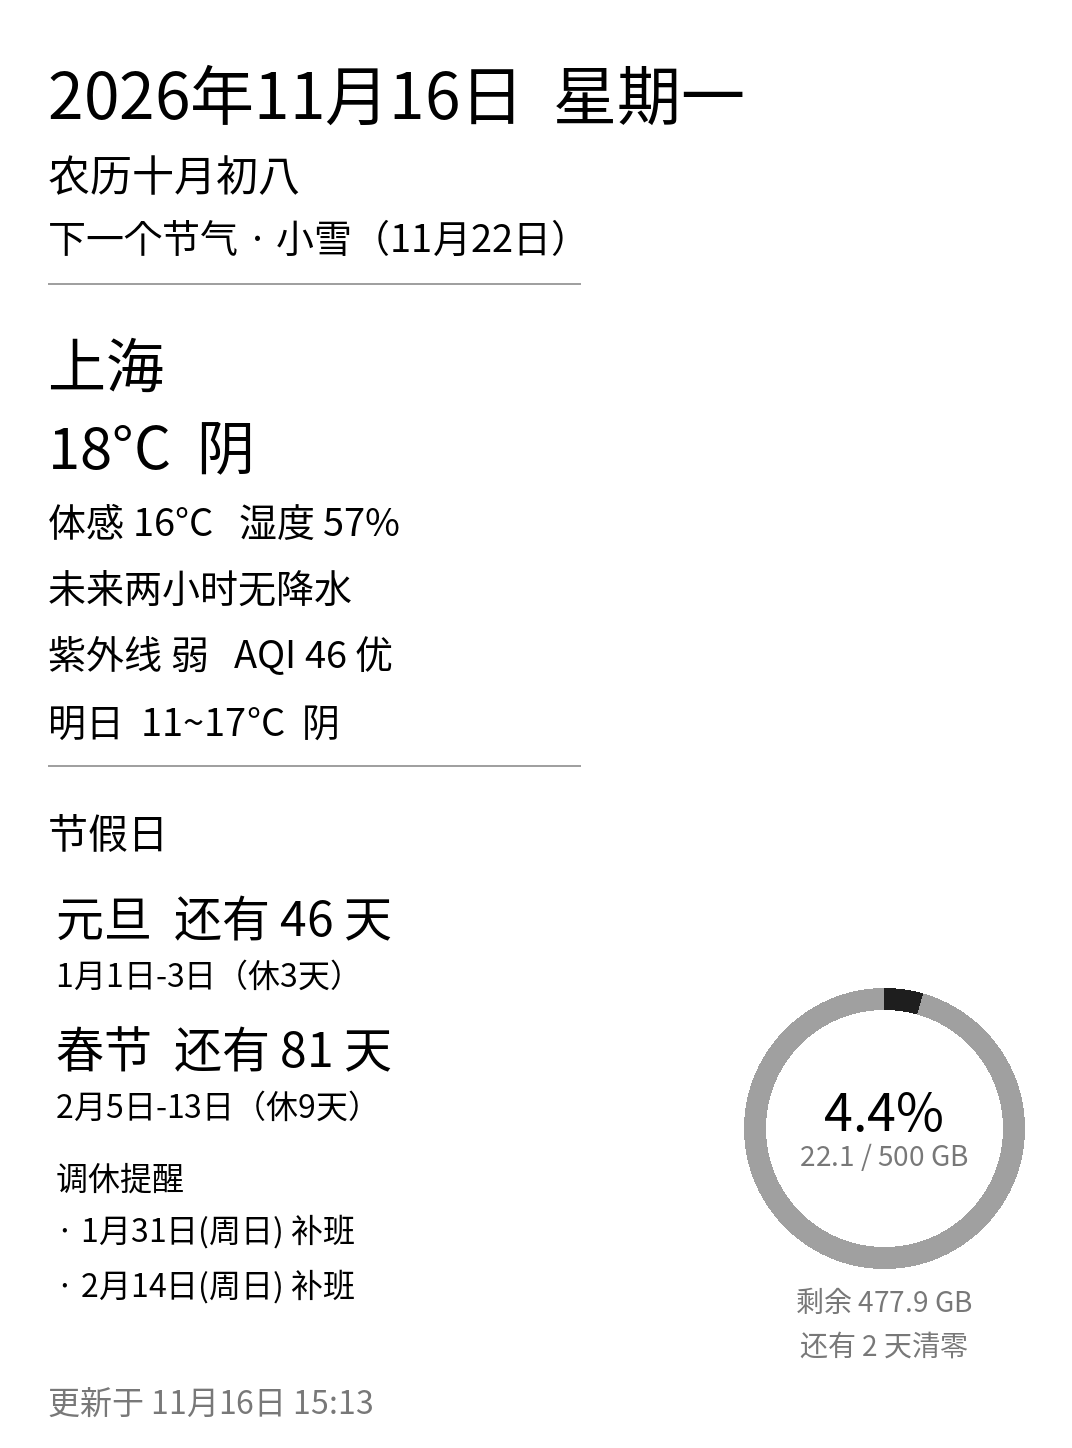 2026年11月16日 星期一
农历十月初八
下一个节气 · 小雪（11月22日）
上海
18°C 阴
体感 16°C 湿度 57%
未来两小时无降水
紫外线 弱 AQI 46 优
明日 11~17°C 阴
节假日
元旦 还有 46 天
1月1日-3日（休3天）
春节 还有 81 天
2月5日-13日（休9天）
调休提醒
· 1月31日(周日) 补班
· 2月14日(周日) 补班
4.4%
22.1 / 500 GB
剩余 477.9 GB
还有 2 天清零
更新于 11月16日 15:13